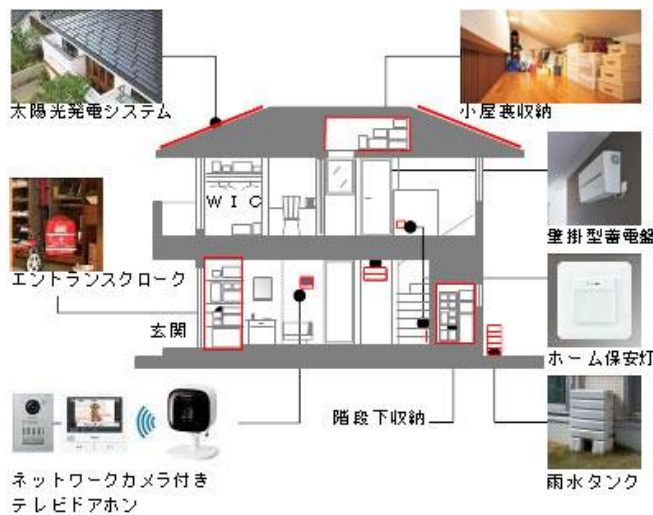 太陽光発電システム
小屋裏収納
ＷＩＣ
壁掛型蓄電盤
エントランスクローク
玄関
ホーム保安灯
階段下収納
ネットワークカメラ付き
テレビドアホン
雨水タンク